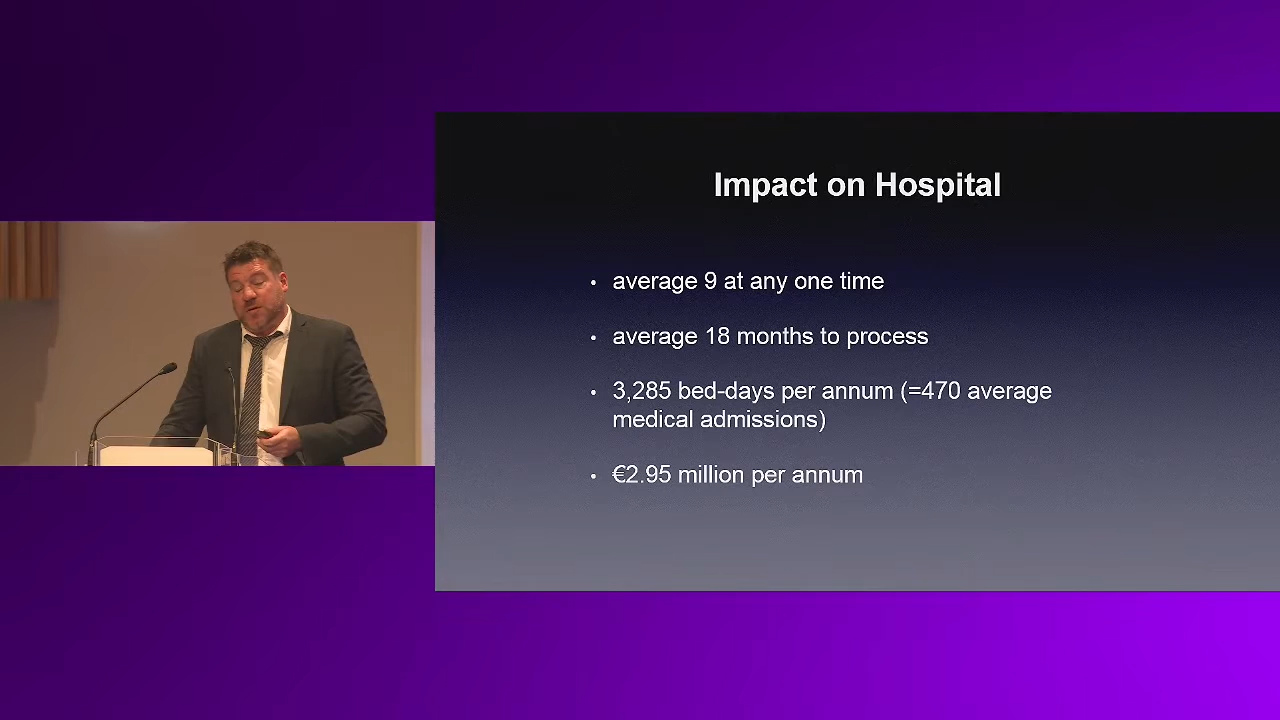 Impact on Hospital
• average 9 at any one time
• average 18 months to process
• 3,285 bed-days per annum (=470 average
medical admissions)
• €2.95 million per annum